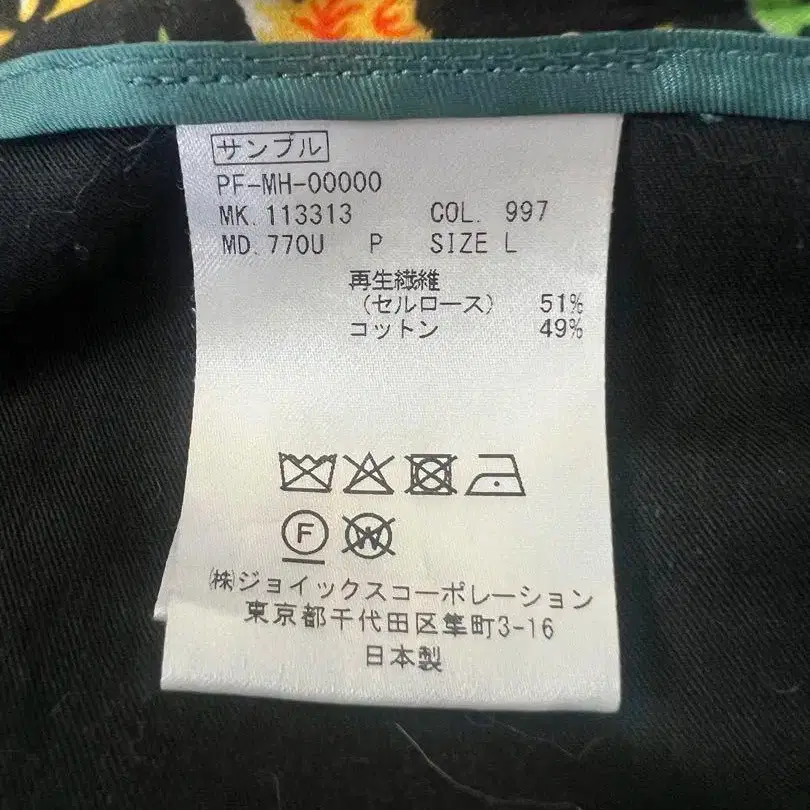 サンプル
PF-MH-00000
MK. 113313 COL. 997
MD. 770U P SIZE L
再生繊維
(セルロース) 51%
コットン 49%
F
W
㈱ジョイックスコーポレーション
東京都千代田区隼町3-16
日本製